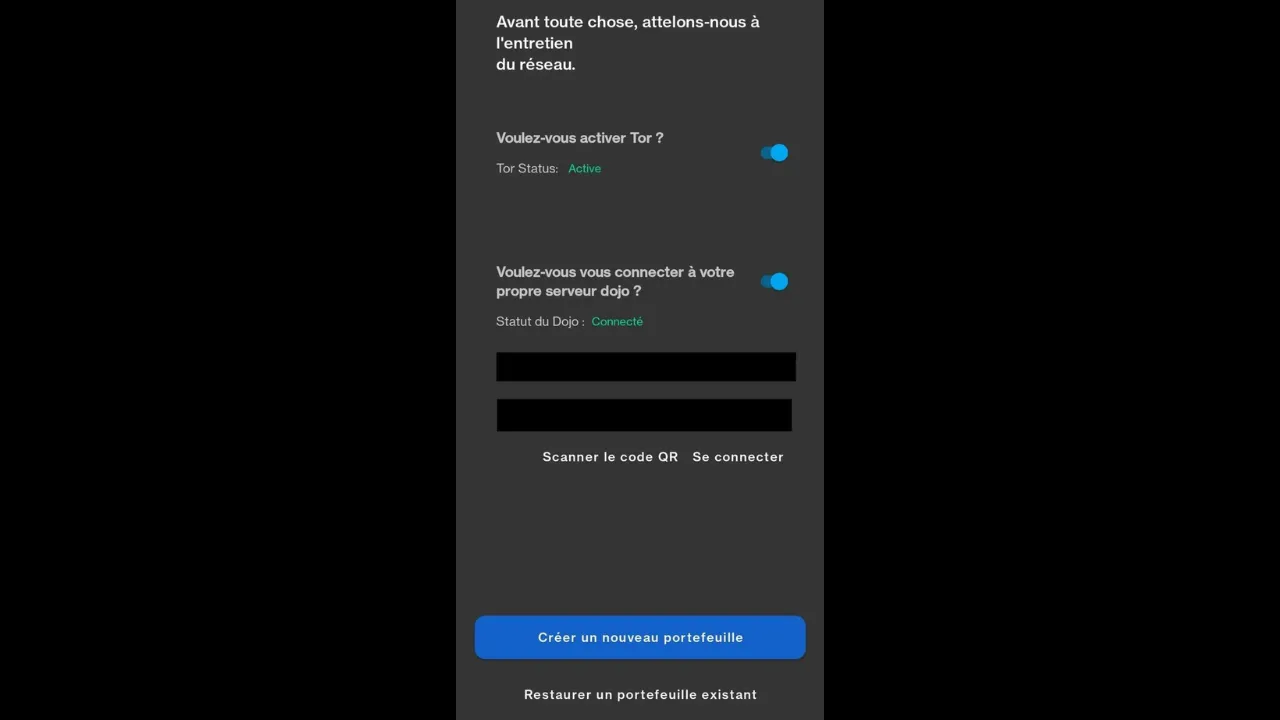 Avant toute chose, attelons-nous à
l'entretien
du réseau.
Voulez-vous activer Tor ?
Tor Status: Active
Voulez-vous vous connecter à votre
propre serveur dojo ?
Statut du Dojo : Connecté
Scanner le code QR Se connecter
Créer un nouveau portefeuille
Restaurer un portefeuille existant